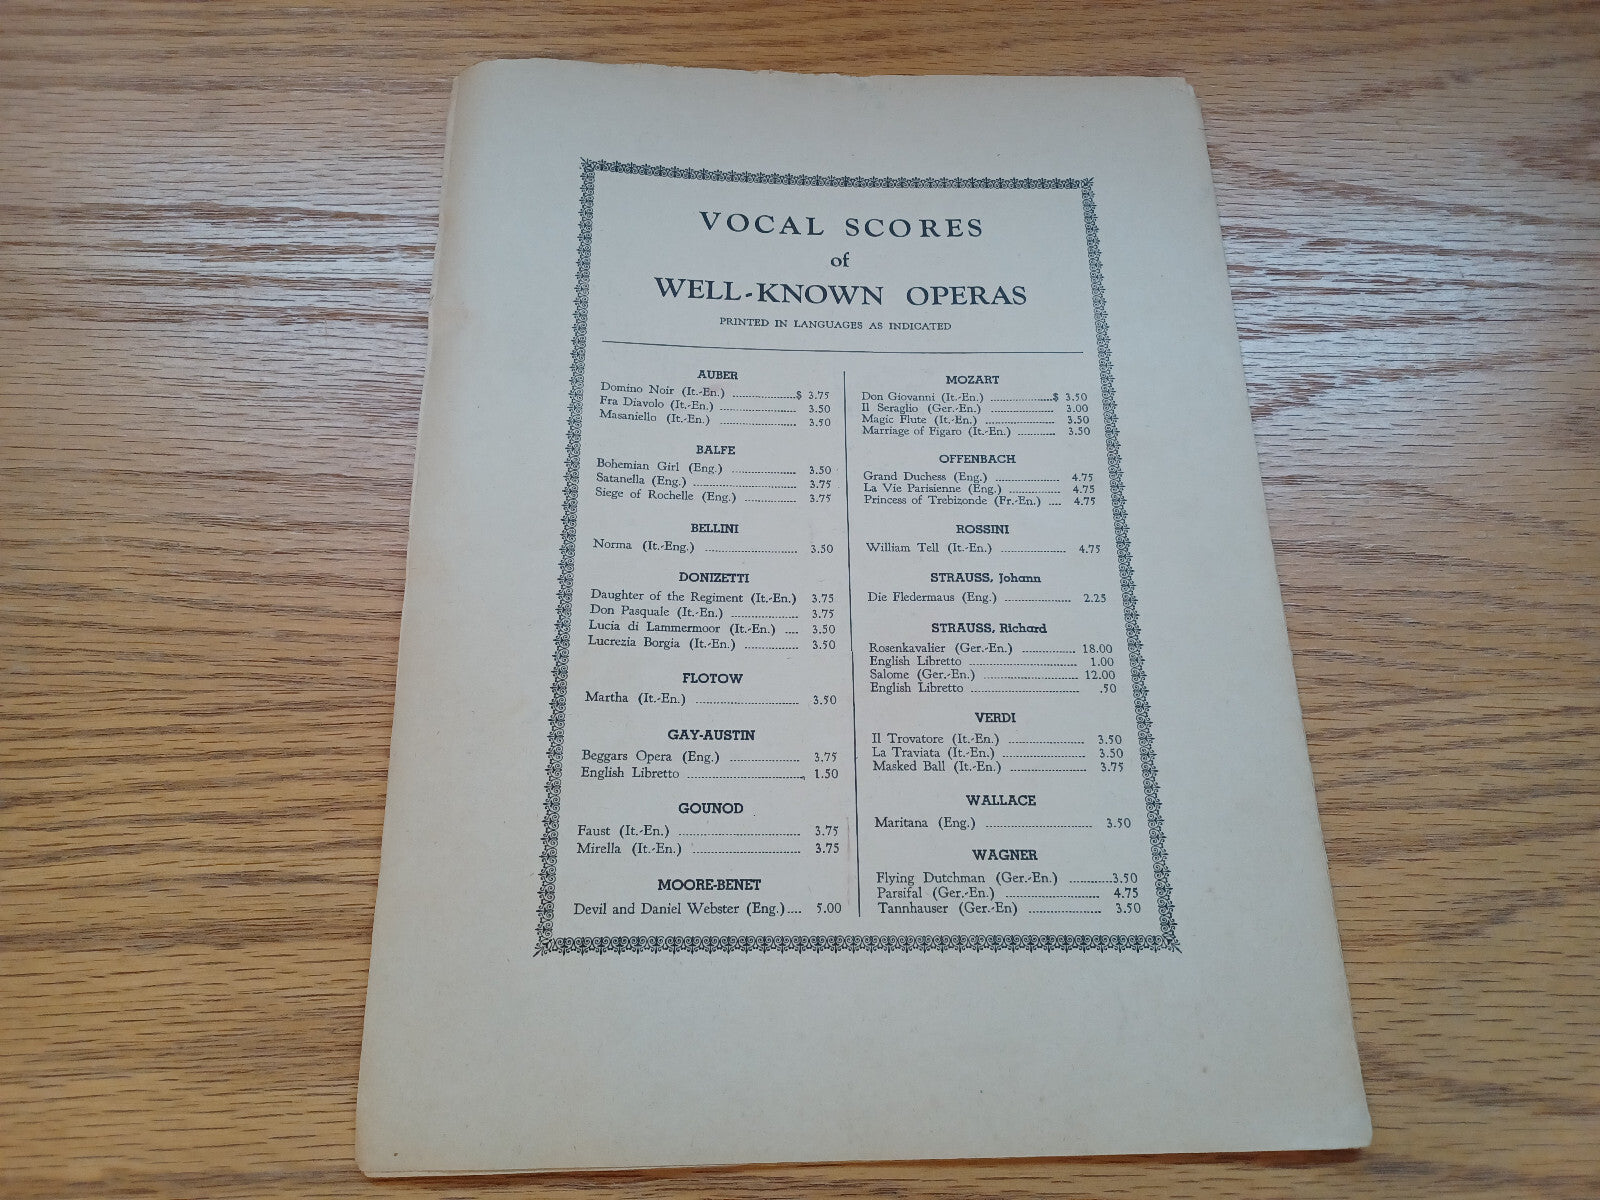 VOCAL SCORES
of
WELL-KNOWN OPERAS
PRINTED IN LANGUAGES AS INDICATED
AUBER
Domino Noir (It.-En.) ........ $ 3.75
Fra Diavolo (It.-En.) ........ 3.50
Masaniello (It.-En.) ........ 3.50
BALFE
Bohemian Girl (Eng.) ........ 3.50
Satanella (Eng.) ........ 3.75
Siege of Rochelle (Eng.) ........ 3.75
BELLINI
Norma (It.-Eng.) ........ 3.50
DONIZETTI
Daughter of the Regiment (It.-En.) 3.75
Don Pasquale (It.-En.) ........ 3.75
Lucia di Lammermoor (It.-En.) .... 3.50
Lucrezia Borgia (It.-En.) ........ 3.50
FLOTOW
Martha (It.-En.) ........ 3.50
GAY-AUSTIN
Beggars Opera (Eng.) ........ 3.75
English Libretto ........ 1.50
GOUNOD
Faust (It.-En.) ........ 3.75
Mirella (It.-En.) ........ 3.75
MOORE-BENET
Devil and Daniel Webster (Eng.).... 5.00
MOZART
Don Giovanni (It.-En.) ........$ 3.50
Il Seraglio (Ger.-En.) ........ 3.00
Magic Flute (It.-En.) ........ 3.50
Marriage of Figaro (It.-En.) ........ 3.50
OFFENBACH
Grand Duchess (Eng.) ........ 4.75
La Vie Parisienne (Eng.) ........ 4.75
Princess of Trebizonde (Fr.-En.) .... 4.75
ROSSINI
William Tell (It.-En.) ........ 4.75
STRAUSS, Johann
Die Fledermaus (Eng.) ........ 2.25
STRAUSS, Richard
Rosenkavalier (Ger.-En.) ........ 18.00
English Libretto ........ 1.00
Salome (Ger.-En.) ........ 12.00
English Libretto ........ .50
VERDI
Il Trovatore (It.-En.) ........ 3.50
La Traviata (It.-En.) ........ 3.50
Masked Ball (It.-En.) ........ 3.75
WALLACE
Maritana (Eng.) ........ 3.50
WAGNER
Flying Dutchman (Ger.-En.) ........3.50
Parsifal (Ger.-En.) ........ 4.75
Tannhauser (Ger.-En) ........ 3.50